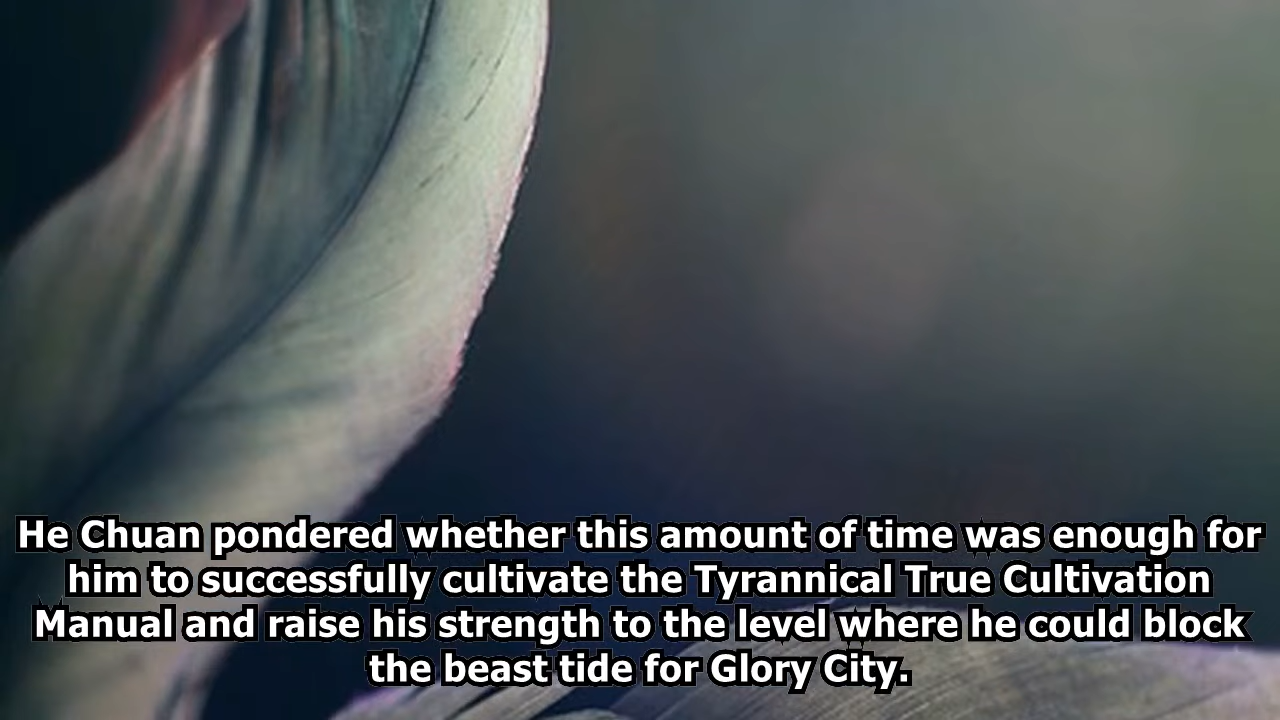 He Chuan pondered whether this amount of time was enough for
him to successfully cultivate the Tyrannical True Cultivation
Manual and raise his strength to the level where he could block
the beast tide for Glory City.